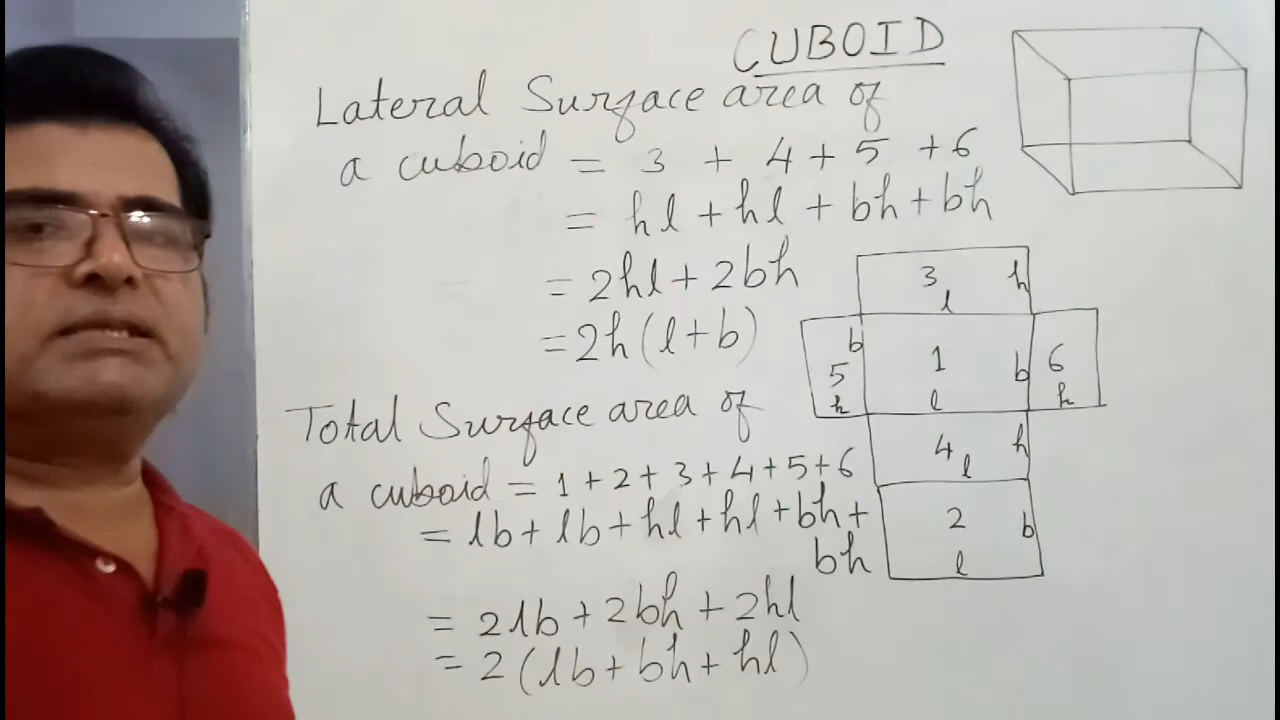 CUBOID
Lateral Surface area of
a cuboid = 3 + 4 + 5 + 6
= hl + hl + bh + bh
= 2hl + 2bh
= 2h (l + b)
Total Surface area of
a cuboid = 1 + 2 + 3 + 4 + 5 + 6
= lb + lb + hl + hl + bh +
bh
= 2lb + 2bh + 2hl
= 2 (lb + bh + hl)
3 h
l
b 1 b 6
5
h l h
4 h
l
2 b
l